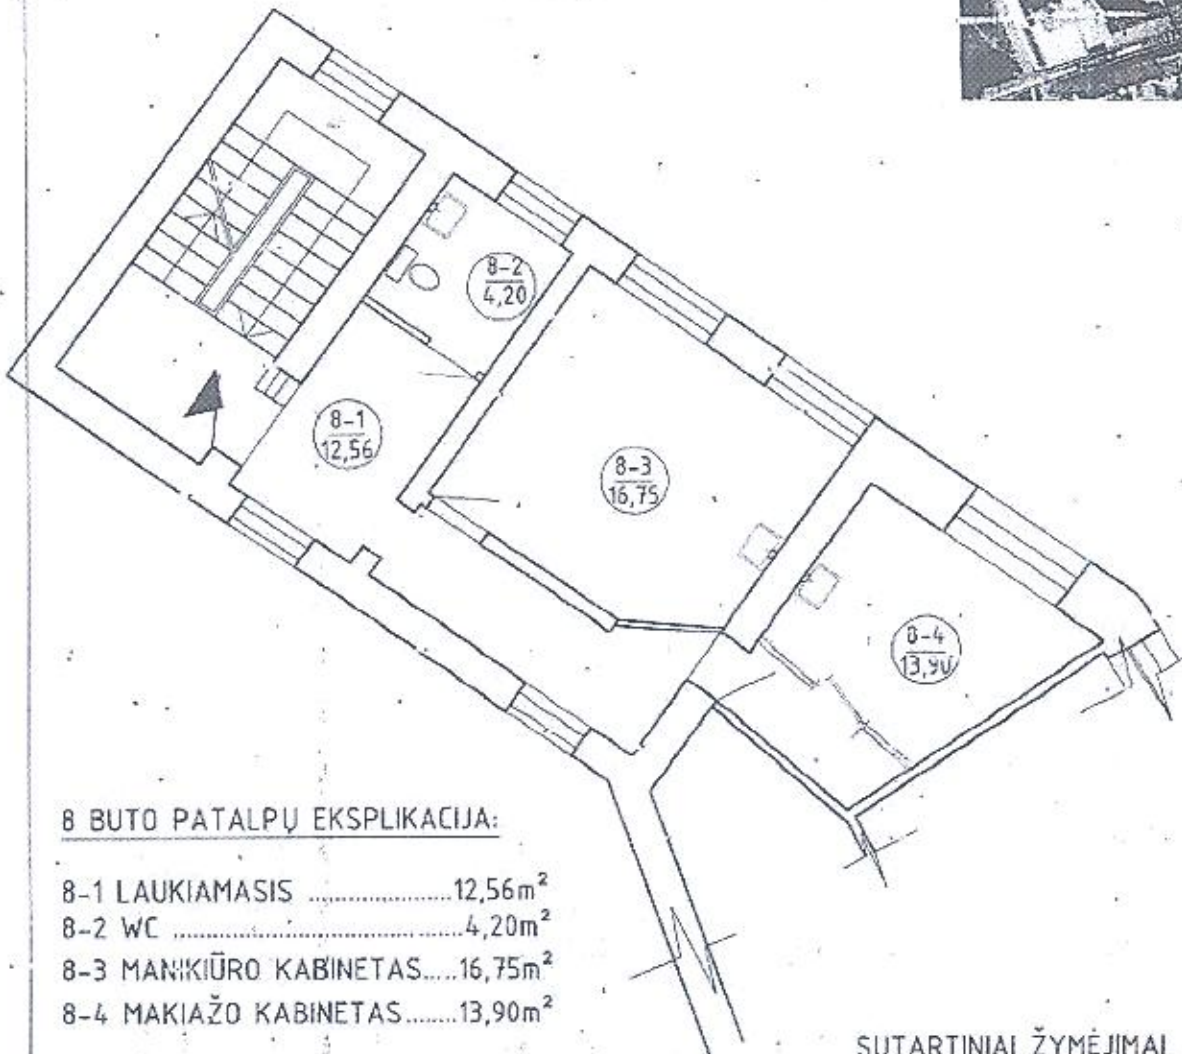 8-2
4,20
8-1
12,56
8-3
16,75
8-4
13,90
8 BUTO PATALPŲ EKSPLIKACIJA:
8-1 LAUKIAMASIS ..................... 12,56m²
8-2 WC .......................................... 4,20m²
8-3 MANIKIŪRO KABINETAS..... 16,75m²
8-4 MAKIAŽO KABINETAS........ 13,90m²
SUTARTINIAI ŽYMĖJIMAI